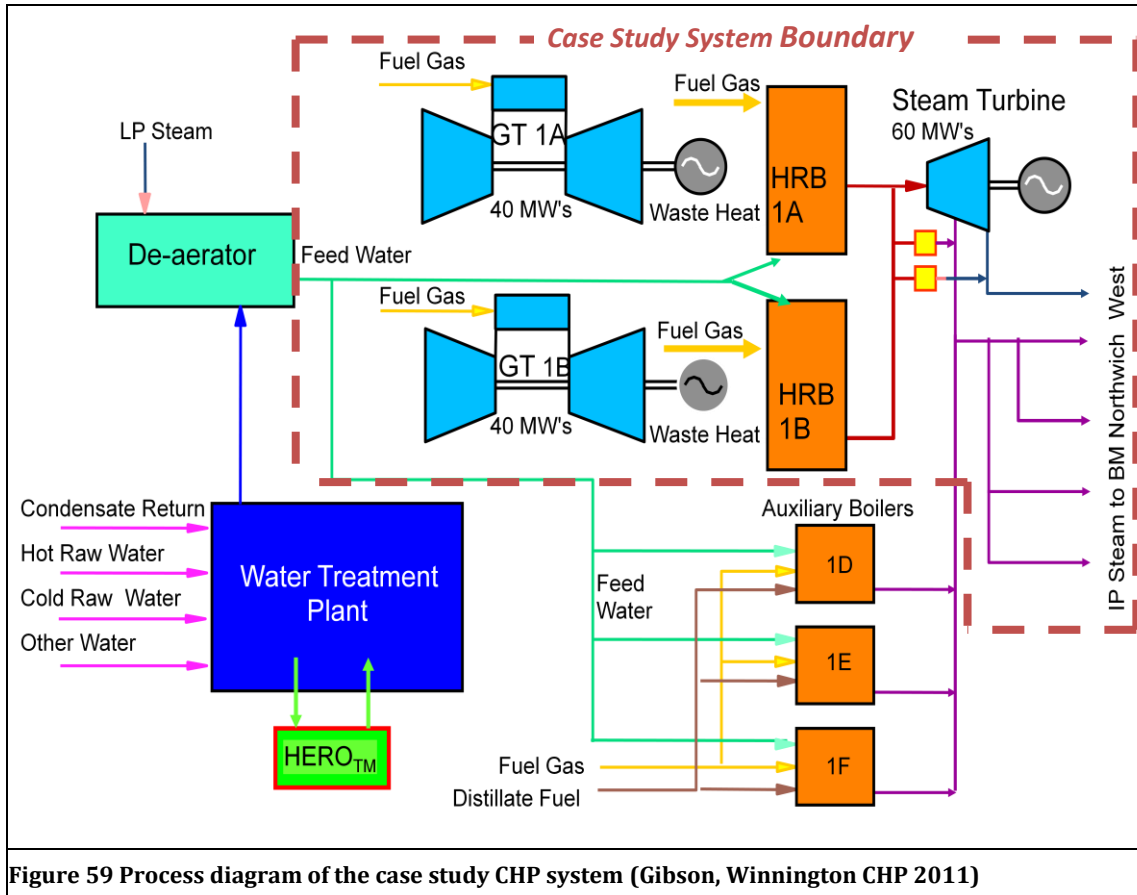 Case Study System Boundary
Fuel Gas
Fuel Gas
Steam Turbine
60 MW's
LP Steam
GT 1A
HRB
1A
40 MW's
Waste Heat
De-aerator
Feed Water
Fuel Gas
Fuel Gas
GT 1B
HRB
1B
40 MW's
Waste Heat
IP Steam to BM Northwich West
Condensate Return
Hot Raw Water
Cold Raw Water
Other Water
Water Treatment
Plant
Auxiliary Boilers
1D
Feed
Water
1E
1F
HERO™
Fuel Gas
Distillate Fuel
Figure 59 Process diagram of the case study CHP system (Gibson, Winnington CHP 2011)